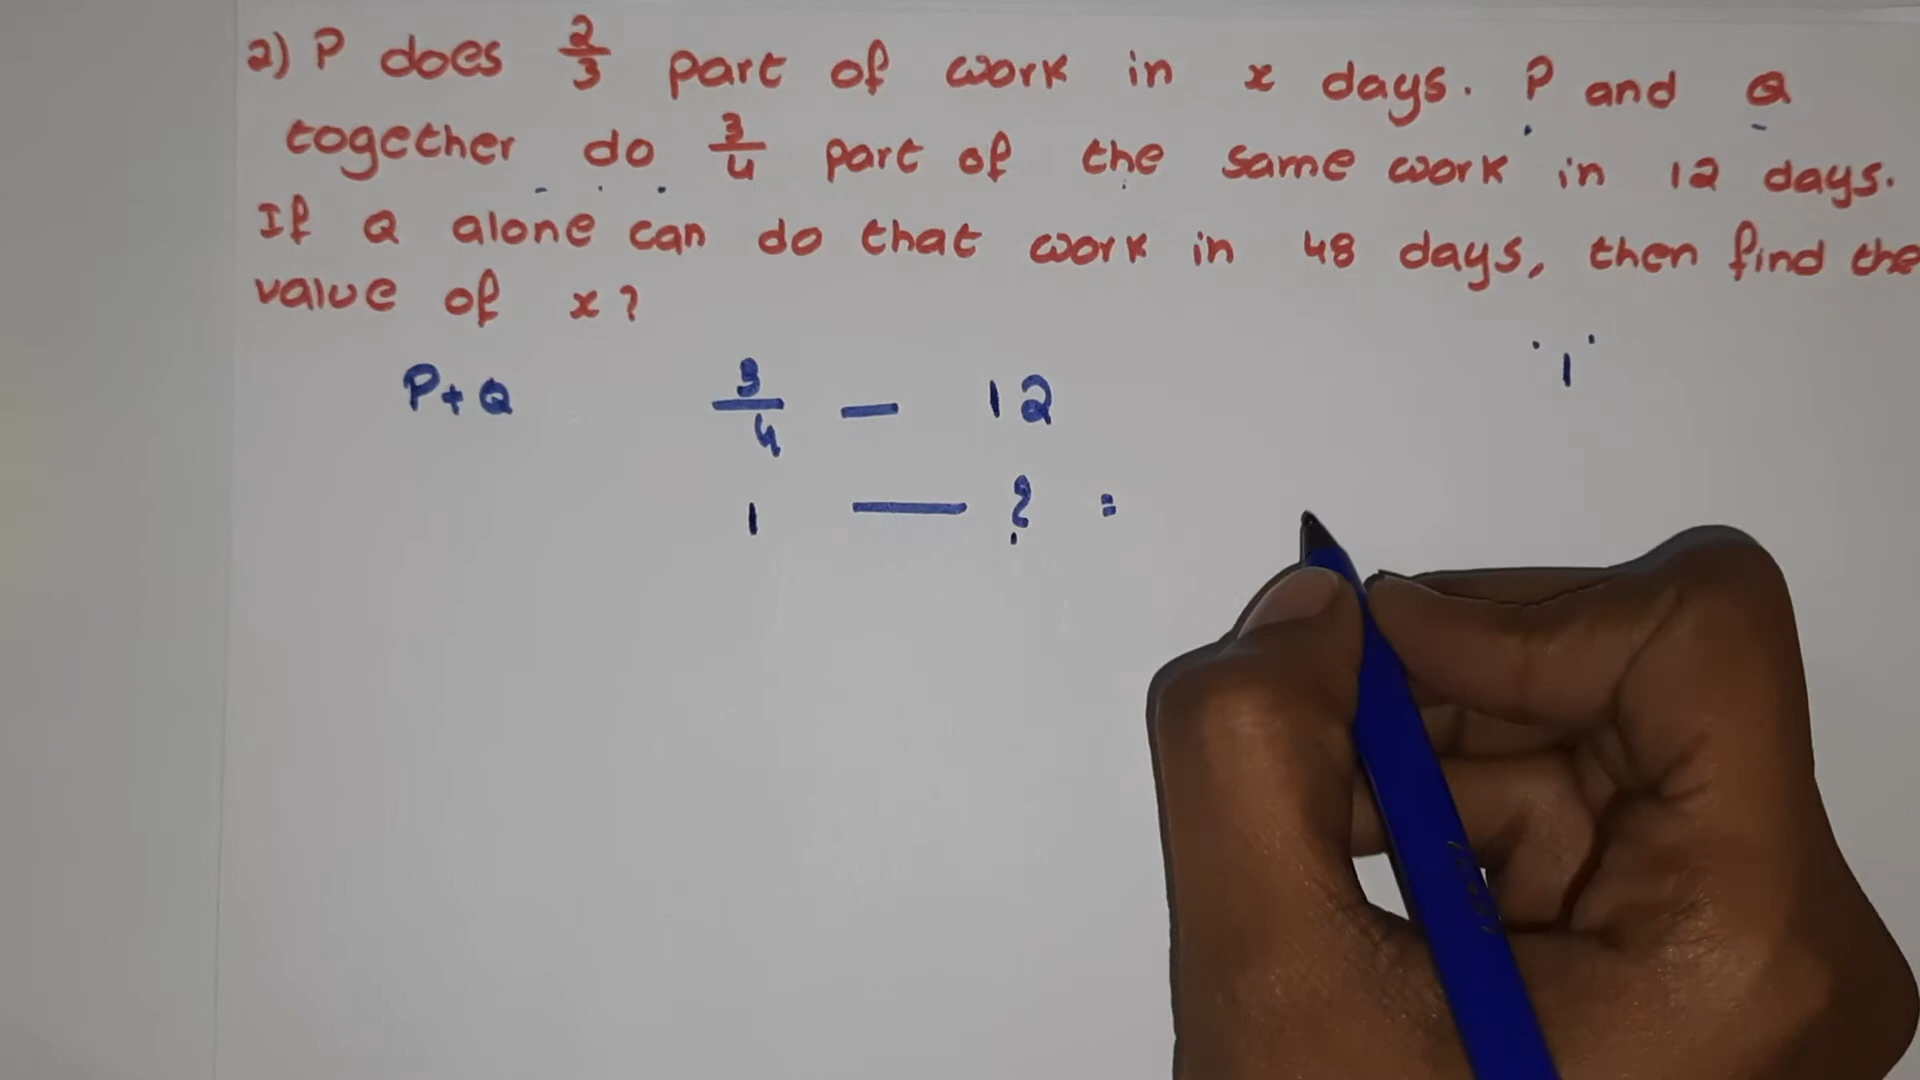 2) P does 2/3 part of work in x days. P and Q
together do 3/4 part of the same work in 12 days.
If Q alone can do that work in 48 days, then find the
value of x?
P+Q 3/4 — 12
1 — ? =
1